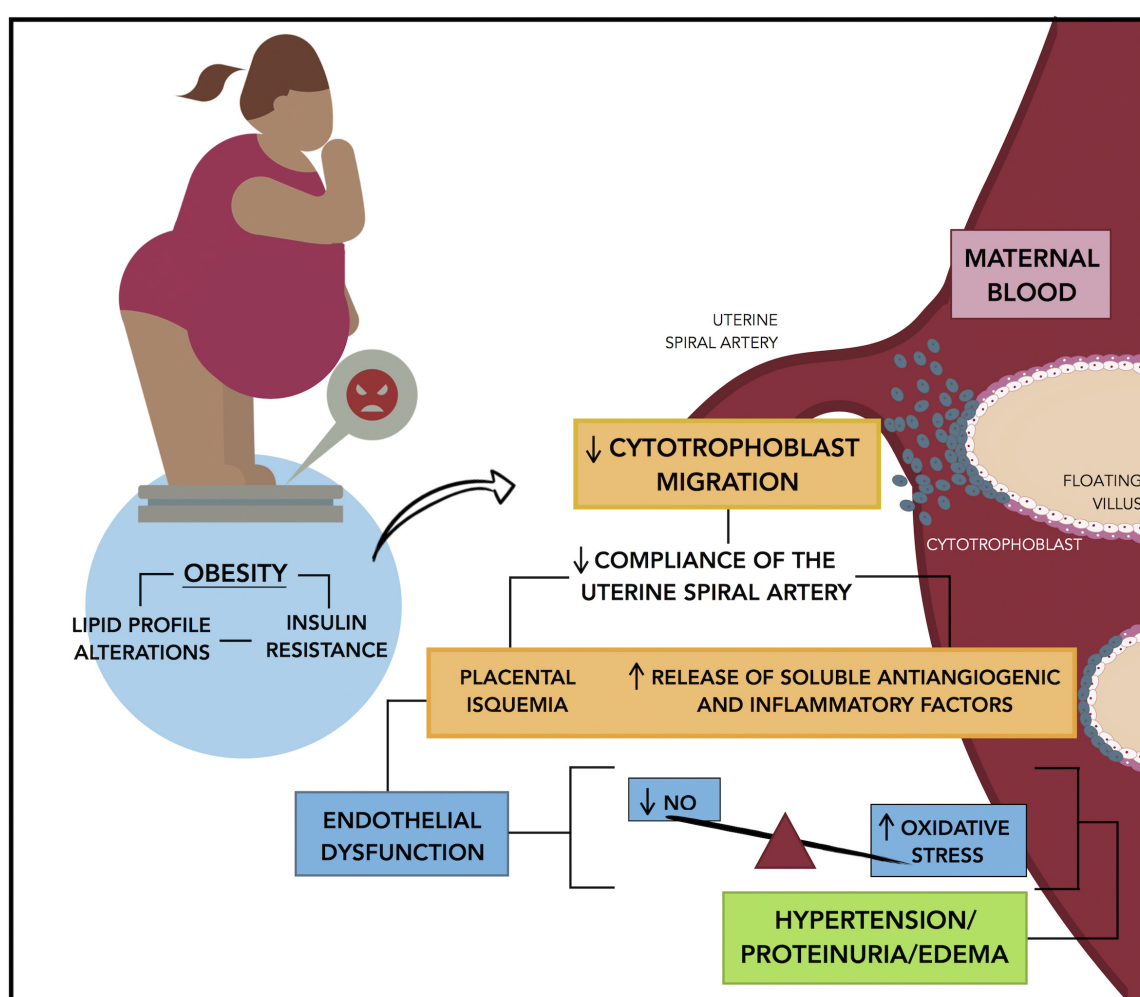 MATERNAL
BLOOD
UTERINE
SPIRAL ARTERY
↓ CYTOTROPHOBLAST
MIGRATION
FLOATING
VILLUS
CYTOTROPHOBLAST
↓ COMPLIANCE OF THE
UTERINE SPIRAL ARTERY
OBESITY
LIPID PROFILE
ALTERATIONS
INSULIN
RESISTANCE
PLACENTAL
ISQUEMIA
↑ RELEASE OF SOLUBLE ANTIANGIOGENIC
AND INFLAMMATORY FACTORS
ENDOTHELIAL
DYSFUNCTION
↓ NO
↑ OXIDATIVE
STRESS
HYPERTENSION/
PROTEINURIA/EDEMA